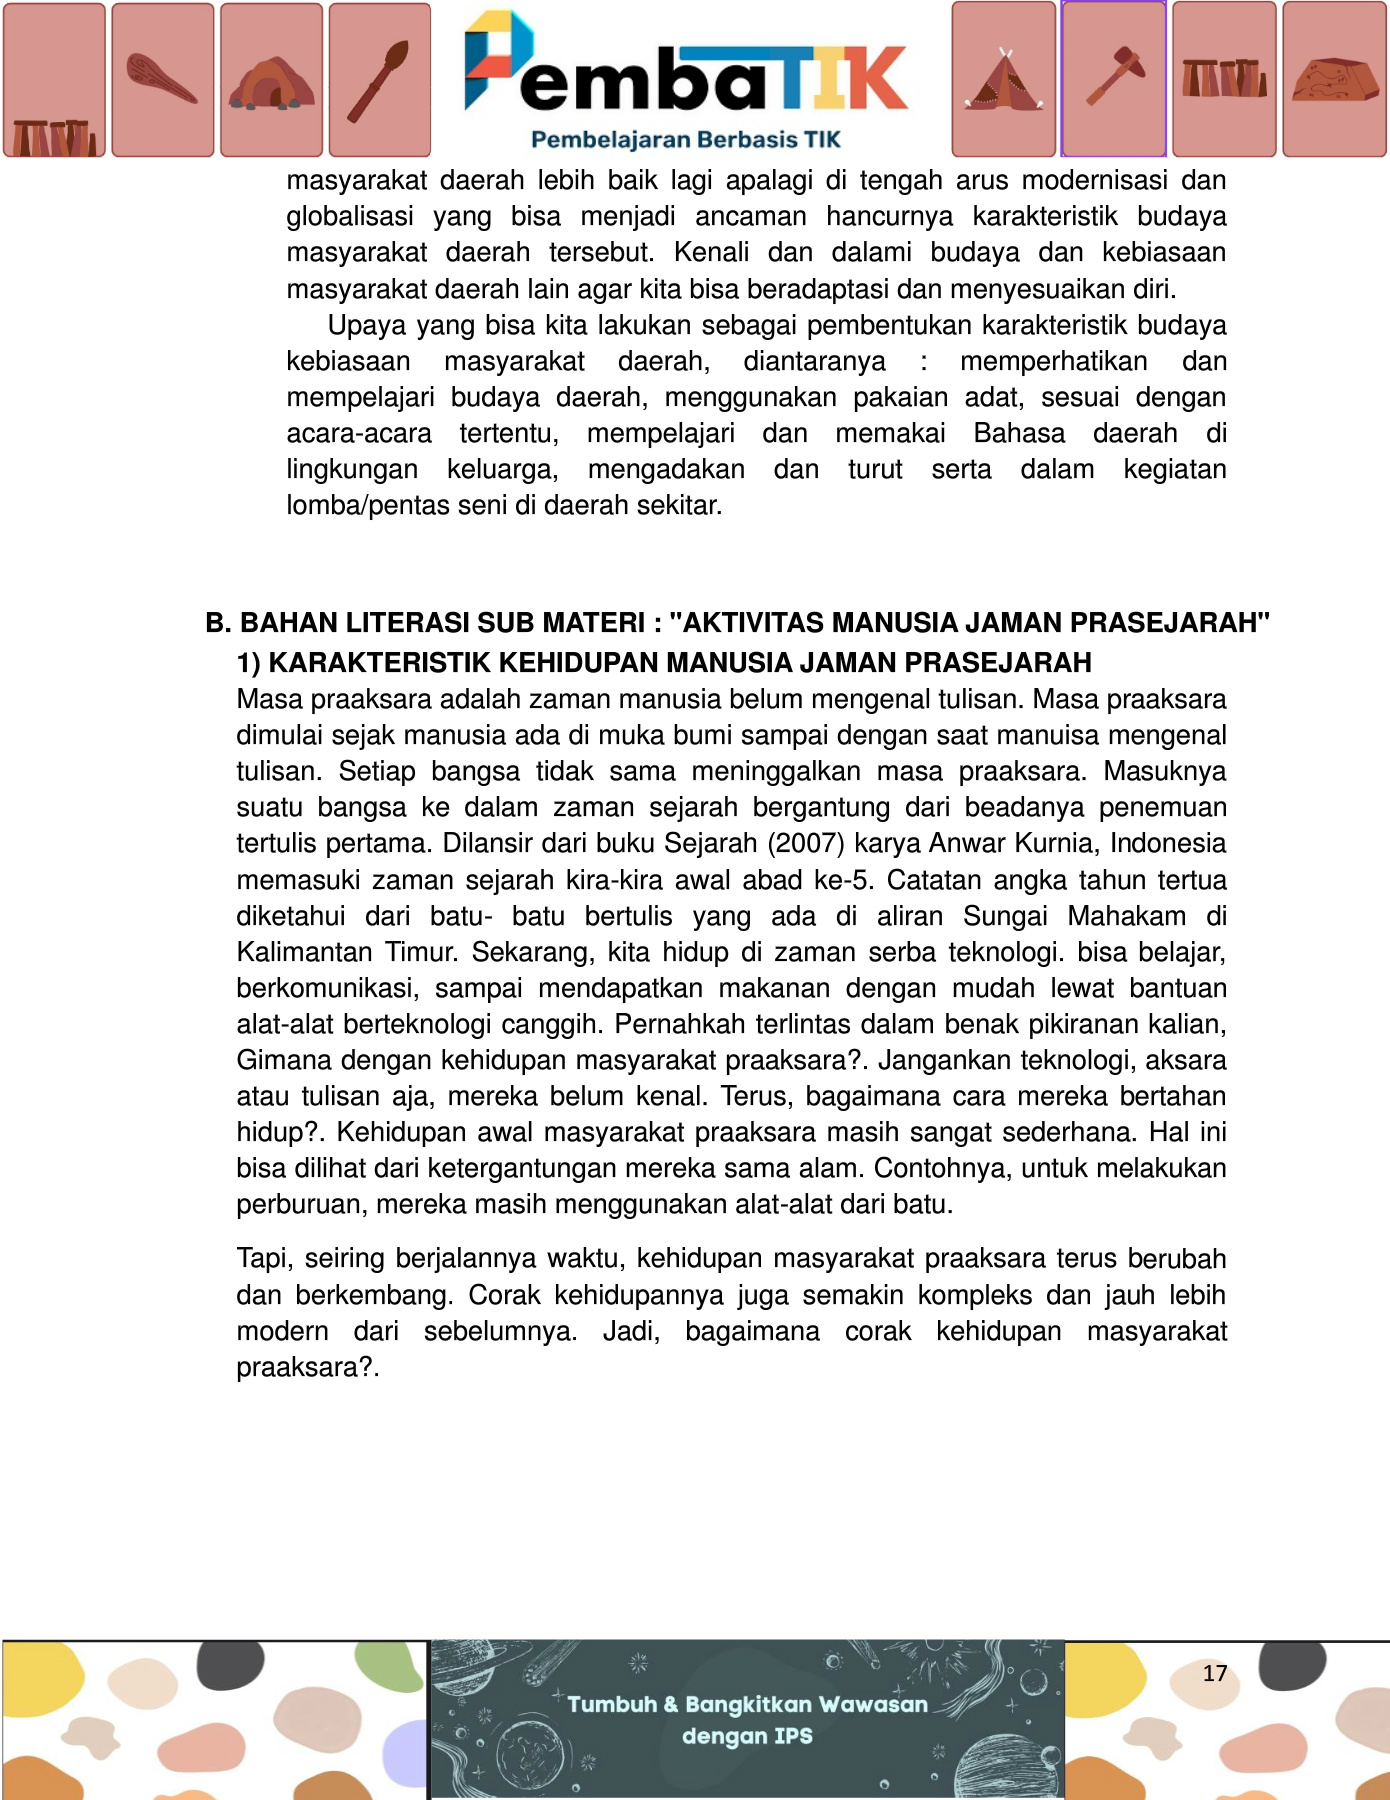 PembaTIK
Pembelajaran Berbasis TIK
masyarakat daerah lebih baik lagi apalagi di tengah arus modernisasi dan
globalisasi yang bisa menjadi ancaman hancurnya karakteristik budaya
masyarakat daerah tersebut. Kenali dan dalami budaya dan kebiasaan
masyarakat daerah lain agar kita bisa beradaptasi dan menyesuaikan diri.
Upaya yang bisa kita lakukan sebagai pembentukan karakteristik budaya
kebiasaan masyarakat daerah, diantaranya : memperhatikan dan
mempelajari budaya daerah, menggunakan pakaian adat, sesuai dengan
acara-acara tertentu, mempelajari dan memakai Bahasa daerah di
lingkungan keluarga, mengadakan dan turut serta dalam kegiatan
lomba/pentas seni di daerah sekitar.
B. BAHAN LITERASI SUB MATERI : "AKTIVITAS MANUSIA JAMAN PRASEJARAH"
1) KARAKTERISTIK KEHIDUPAN MANUSIA JAMAN PRASEJARAH
Masa praaksara adalah zaman manusia belum mengenal tulisan. Masa praaksara
dimulai sejak manusia ada di muka bumi sampai dengan saat manuisa mengenal
tulisan. Setiap bangsa tidak sama meninggalkan masa praaksara. Masuknya
suatu bangsa ke dalam zaman sejarah bergantung dari beadanya penemuan
tertulis pertama. Dilansir dari buku Sejarah (2007) karya Anwar Kurnia, Indonesia
memasuki zaman sejarah kira-kira awal abad ke-5. Catatan angka tahun tertua
diketahui dari batu- batu bertulis yang ada di aliran Sungai Mahakam di
Kalimantan Timur. Sekarang, kita hidup di zaman serba teknologi. bisa belajar,
berkomunikasi, sampai mendapatkan makanan dengan mudah lewat bantuan
alat-alat berteknologi canggih. Pernahkah terlintas dalam benak pikiranan kalian,
Gimana dengan kehidupan masyarakat praaksara?. Jangankan teknologi, aksara
atau tulisan aja, mereka belum kenal. Terus, bagaimana cara mereka bertahan
hidup?. Kehidupan awal masyarakat praaksara masih sangat sederhana. Hal ini
bisa dilihat dari ketergantungan mereka sama alam. Contohnya, untuk melakukan
perburuan, mereka masih menggunakan alat-alat dari batu.
Tapi, seiring berjalannya waktu, kehidupan masyarakat praaksara terus berubah
dan berkembang. Corak kehidupannya juga semakin kompleks dan jauh lebih
modern dari sebelumnya. Jadi, bagaimana corak kehidupan masyarakat
praaksara?.
17
Tumbuh & Bangkitkan Wawasan
dengan IPS